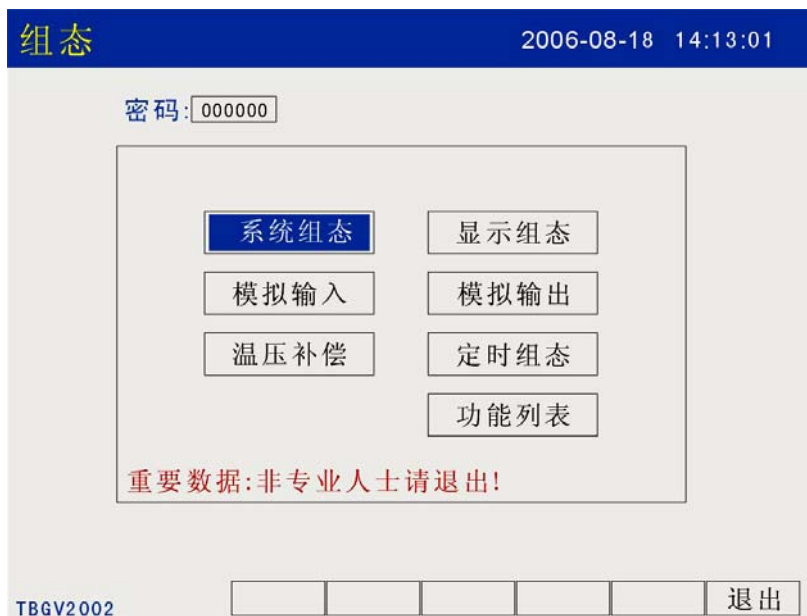 组态 2006-08-18 14:13:01
密码: 000000
系统组态 显示组态
模拟输入 模拟输出
温压补偿 定时组态
功能列表
重要数据:非专业人士请退出!
TBGV2002 退出